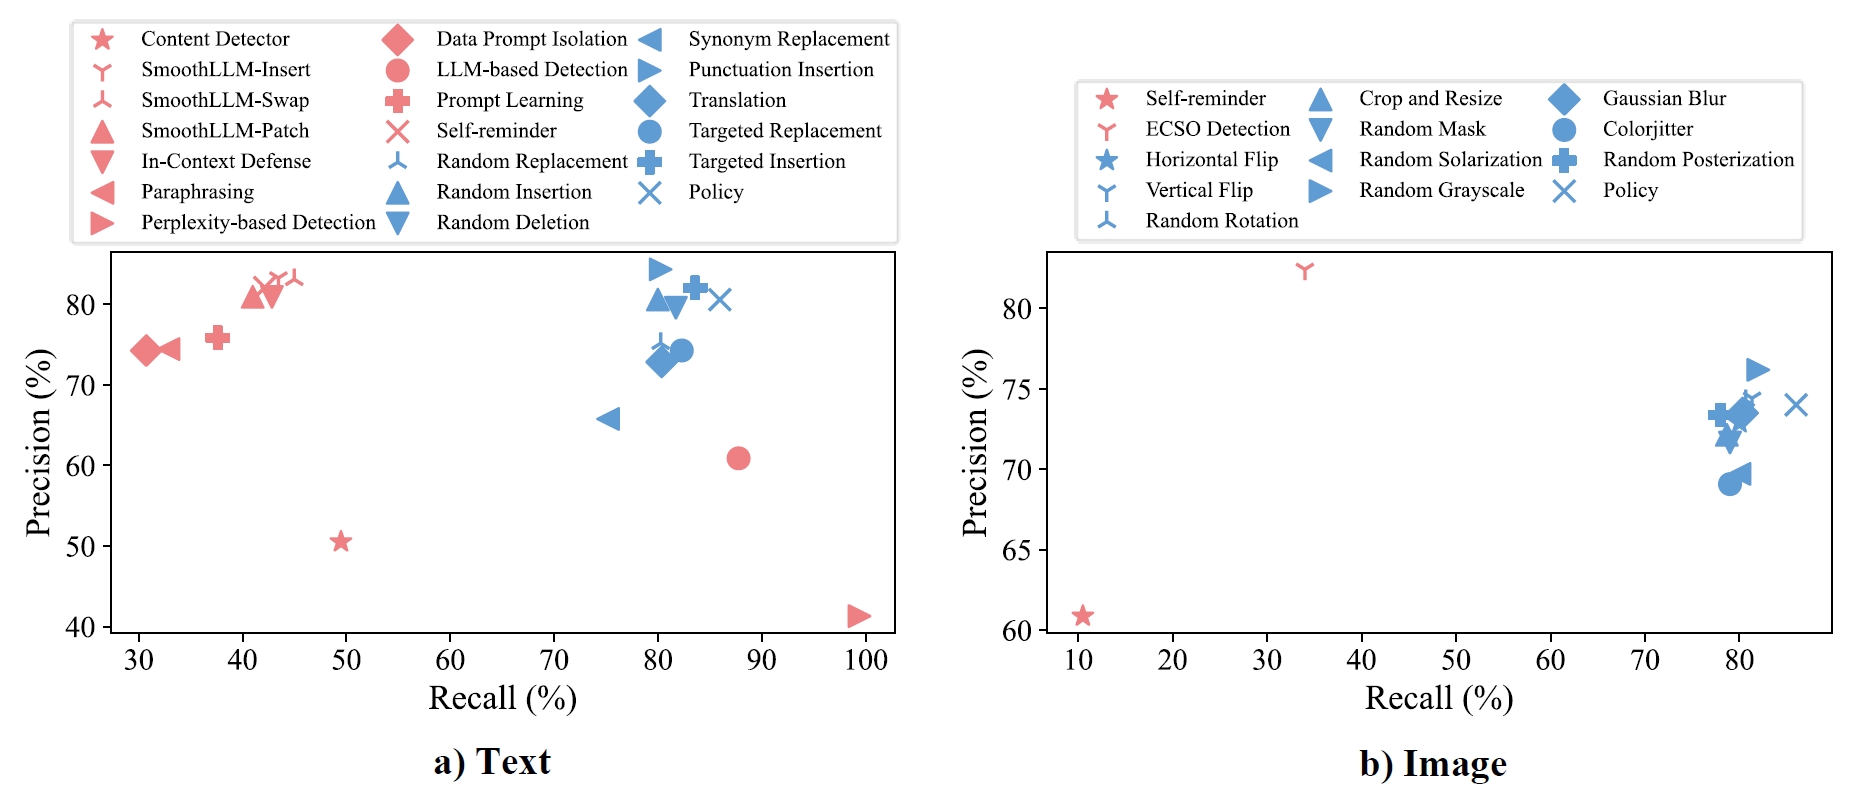 Content Detector
SmoothLLM-Insert
SmoothLLM-Swap
SmoothLLM-Patch
In-Context Defense
Paraphrasing
Perplexity-based Detection
Data Prompt Isolation
LLM-based Detection
Prompt Learning
Self-reminder
Random Replacement
Random Insertion
Random Deletion
Synonym Replacement
Punctuation Insertion
Translation
Targeted Replacement
Targeted Insertion
Policy
Precision (%)
80
70
60
50
40
30 40 50 60 70 80 90 100
Recall (%)
a) Text
Self-reminder
ECSO Detection
Horizontal Flip
Vertical Flip
Random Rotation
Crop and Resize
Random Mask
Random Solarization
Random Grayscale
Gaussian Blur
Colorjitter
Random Posterization
Policy
Precision (%)
80
75
70
65
60
10 20 30 40 50 60 70 80
Recall (%)
b) Image